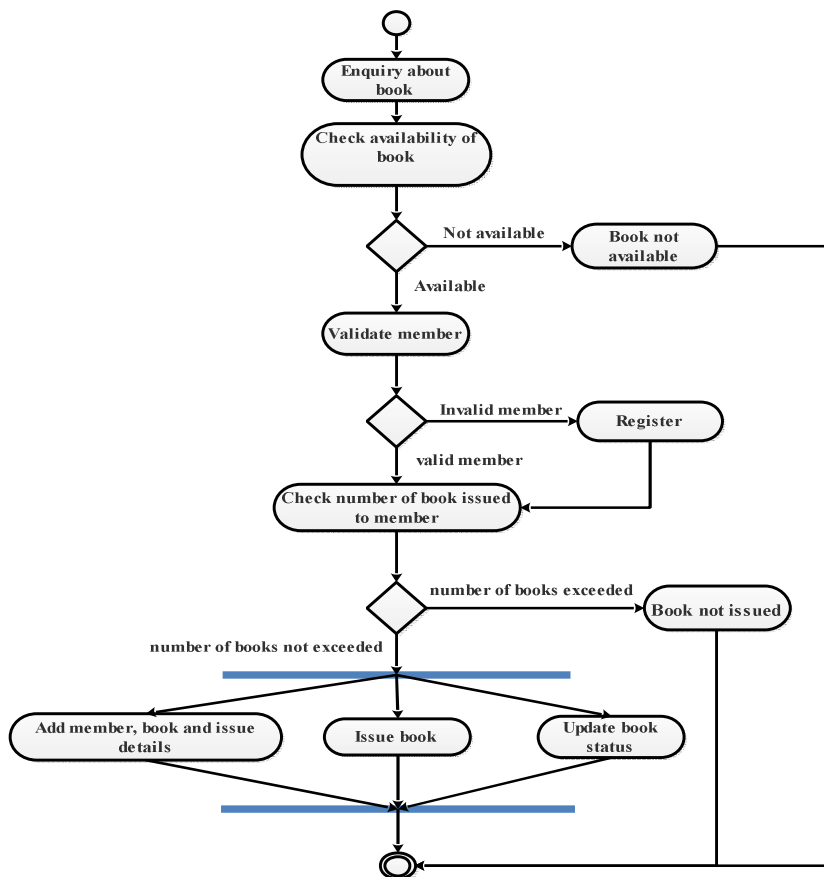 Enquiry about
book
Check availability of
book
Not available
Book not
available
Available
Validate member
Invalid member
Register
valid member
Check number of book issued
to member
number of books exceeded
Book not issued
number of books not exceeded
Add member, book and issue
details
Issue book
Update book
status